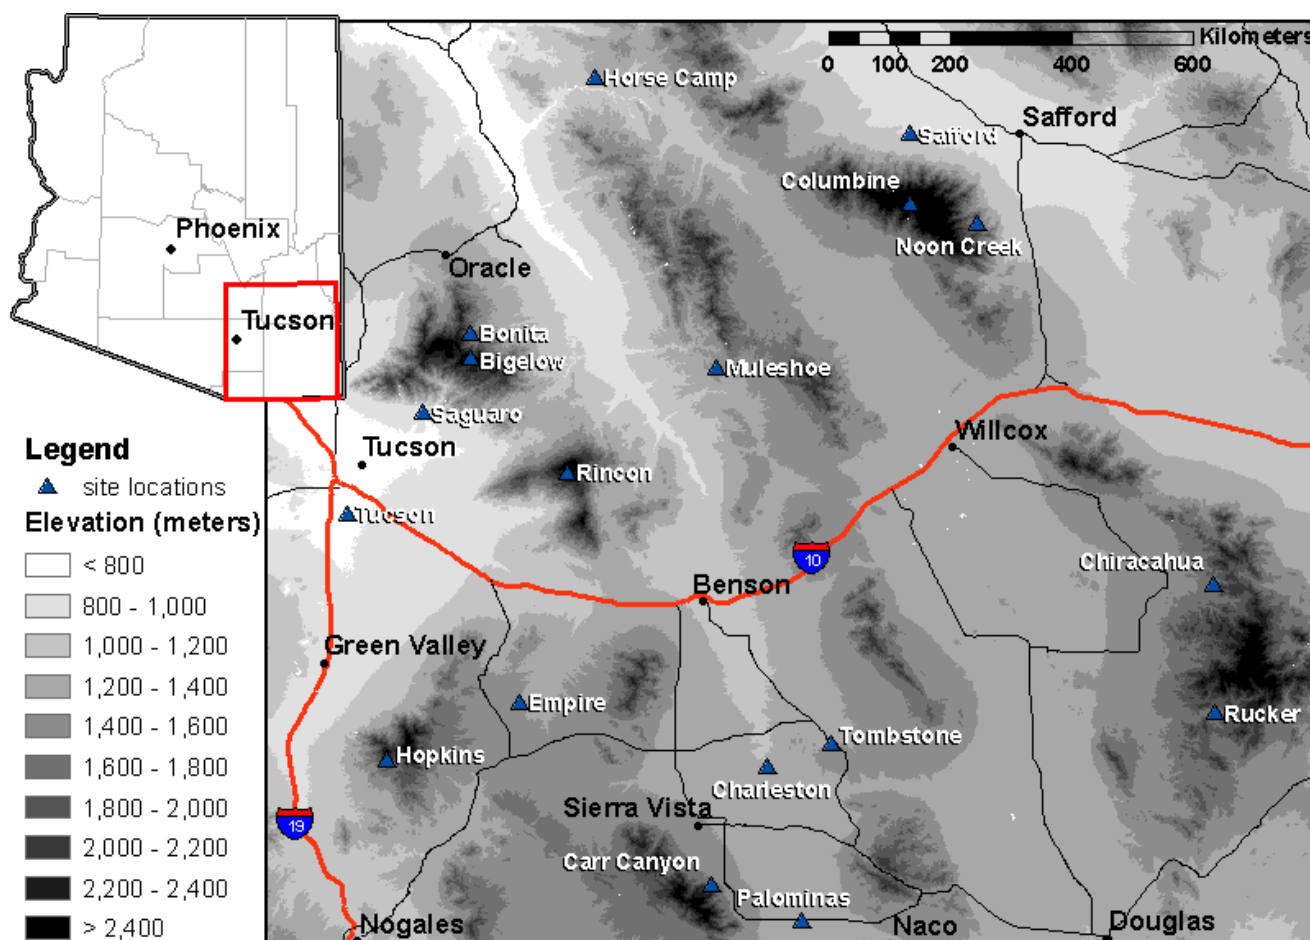 Kilometers
0 100 200 400 600
Horse Camp
Safford
Safford
Columbine
Noon Creek
Phoenix
Oracle
Tucson
Bonita
Bigelow
Muleshoe
Saguaro
Willcox
Tucson
Rincon
Tucson
10
Chiracahua
Benson
Green Valley
Empire
Rucker
Hopkins
Tombstone
Charleston
Sierra Vista
19
Carr Canyon
Palominas
Nogales
Naco
Douglas
Legend
site locations
Elevation (meters)
< 800
800 - 1,000
1,000 - 1,200
1,200 - 1,400
1,400 - 1,600
1,600 - 1,800
1,800 - 2,000
2,000 - 2,200
2,200 - 2,400
> 2,400